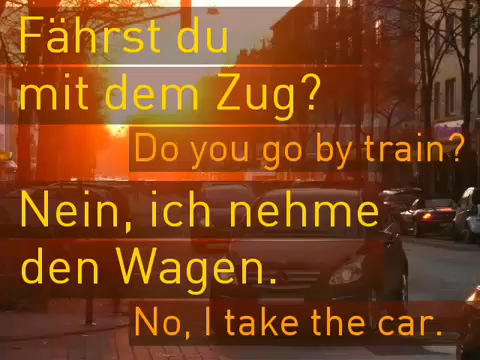 Fährst du
mit dem Zug?
Do you go by train?
Nein, ich nehme
den Wagen.
No, I take the car.